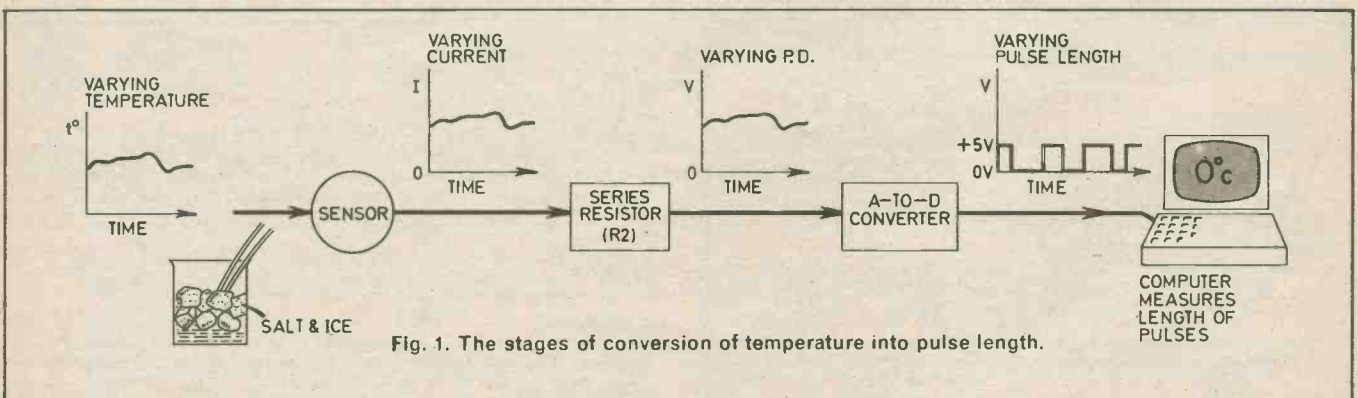 VARYING
TEMPERATURE
t°
TIME
SALT & ICE
SENSOR
VARYING
CURRENT
I
0
TIME
SERIES
RESISTOR
(R2)
VARYING P.D.
V
0
TIME
A-TO-D
CONVERTER
VARYING
PULSE LENGTH
V
+5V
0V
TIME
0°c
COMPUTER
MEASURES
LENGTH OF
PULSES
Fig. 1. The stages of conversion of temperature into pulse length.